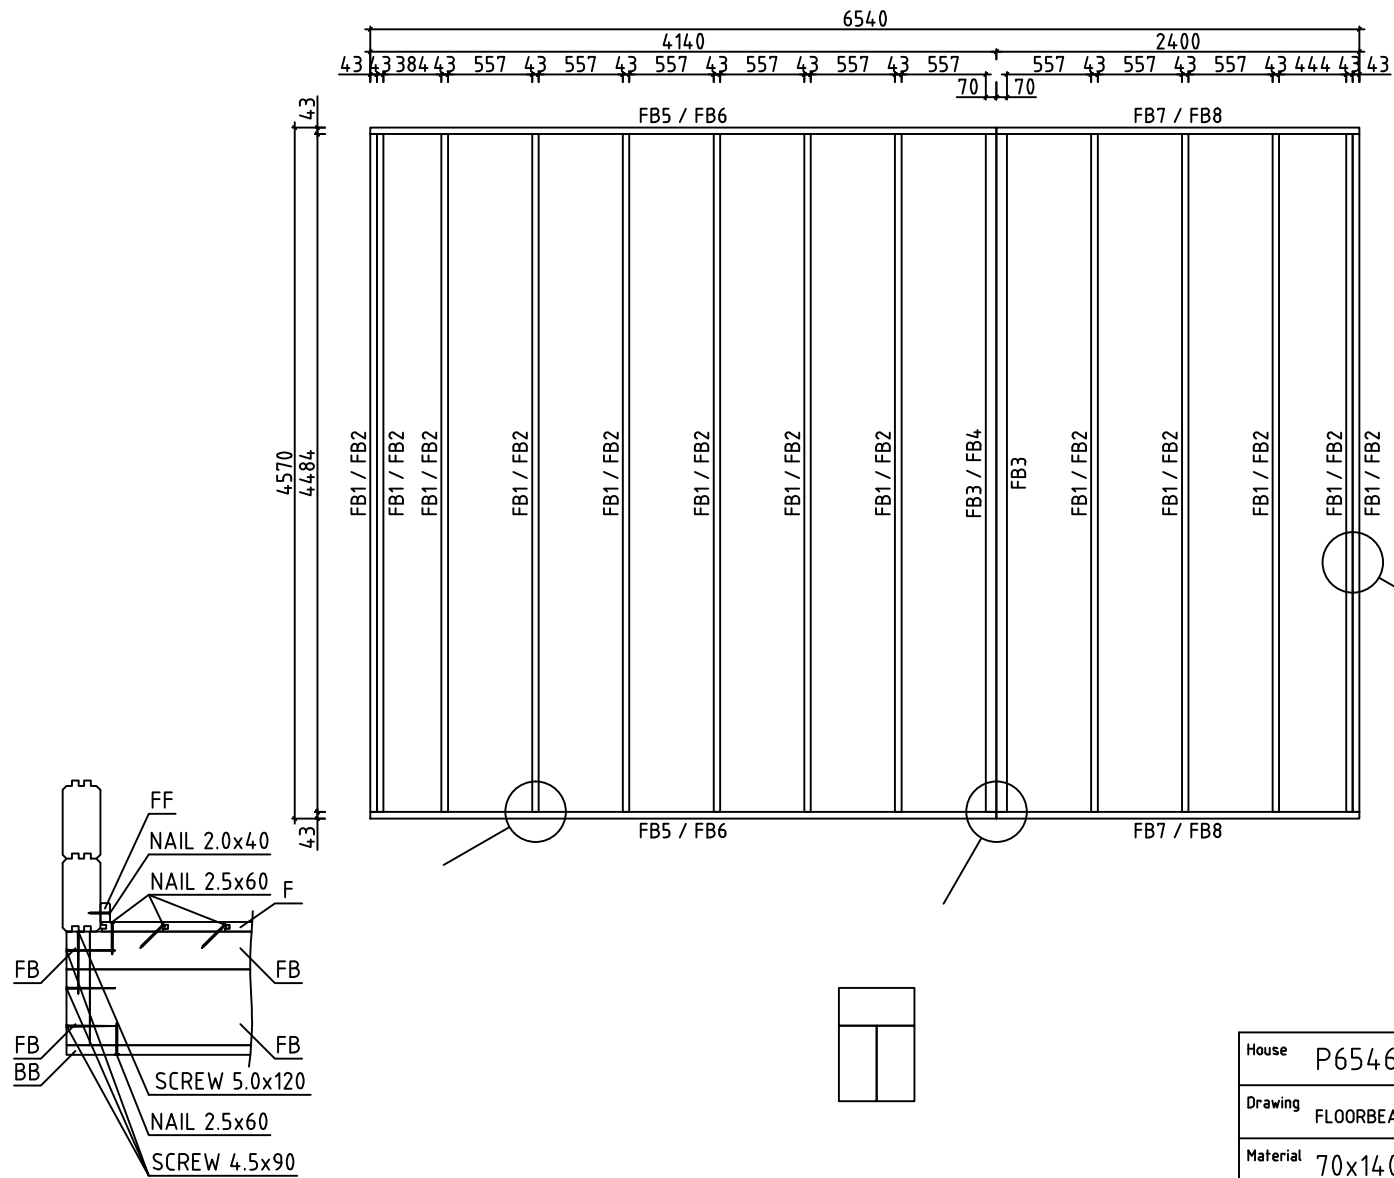 6540
4140 2400
43 43 384 43 557 43 557 43 557 43 557 43 557 43 557 557 43 557 43 557 43 444 43 43
70 70
43
FB5 / FB6 FB7 / FB8
4570
4484
FB1 / FB2
FB1 / FB2
FB1 / FB2
FB1 / FB2
FB1 / FB2
FB1 / FB2
FB1 / FB2
FB1 / FB2
FB3 / FB4
FB3
FB1 / FB2
FB1 / FB2
FB1 / FB2
FB1 / FB2
FB1 / FB2
43
FB5 / FB6 FB7 / FB8
FF
NAIL 2.0x40
NAIL 2.5x60
F
FB FB
FB FB
BB
SCREW 5.0x120
NAIL 2.5x60
SCREW 4.5x90
House P6546
Drawing FLOORBEA
Material 70x140